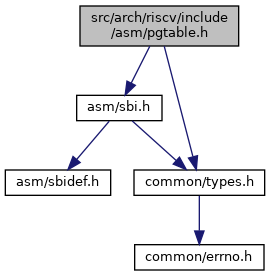 src/arch/riscv/include
/asm/pgtable.h
asm/sbi.h
asm/sbidef.h
common/types.h
common/errno.h